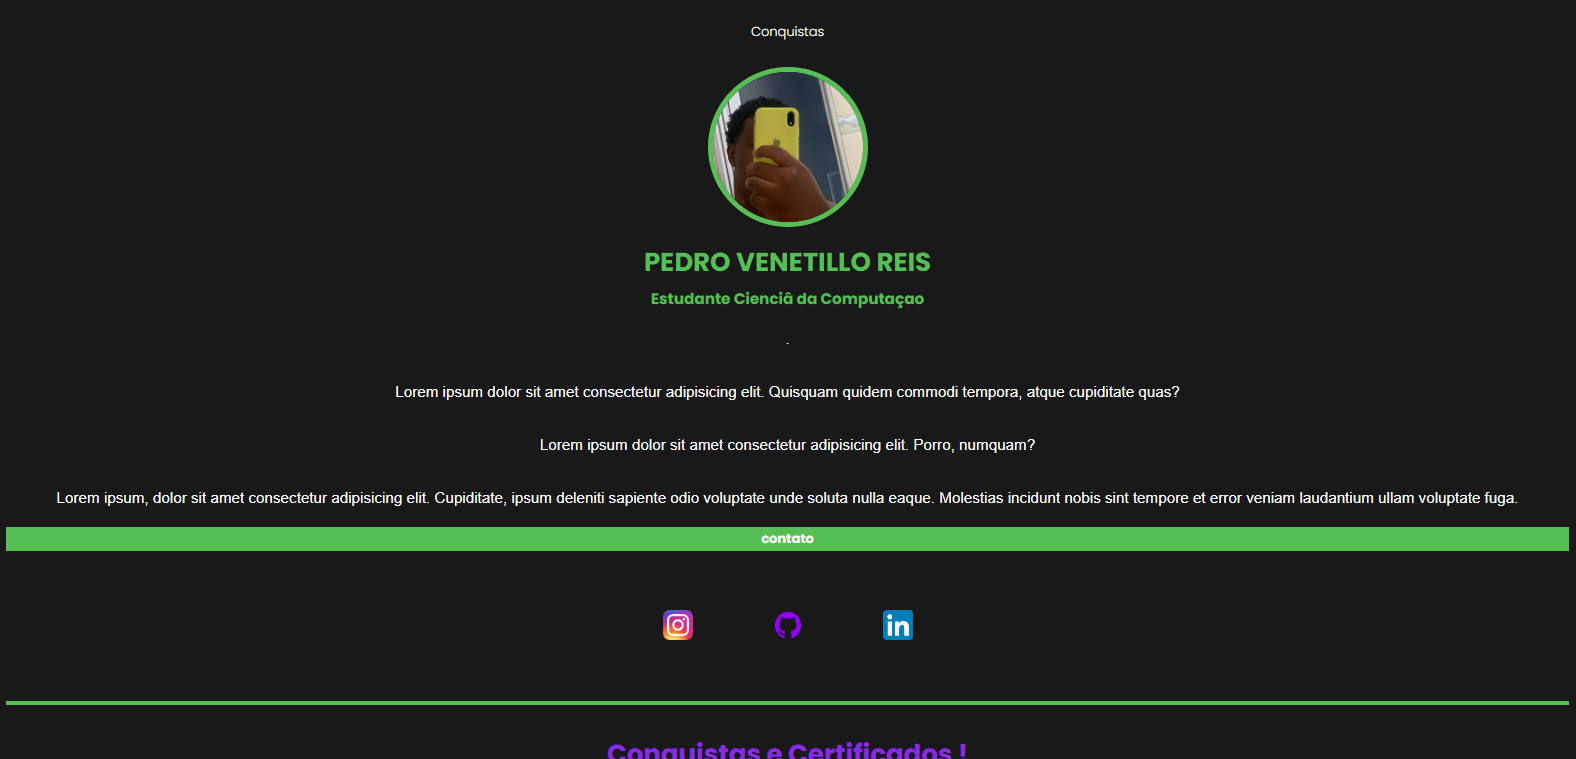 Conquistas
PEDRO VENETILLO REIS
Estudante Cienciâ da Computaçao
.
Lorem ipsum dolor sit amet consectetur adipisicing elit. Quisquam quidem commodi tempora, atque cupiditate quas?
Lorem ipsum dolor sit amet consectetur adipisicing elit. Porro, numquam?
Lorem ipsum, dolor sit amet consectetur adipisicing elit. Cupiditate, ipsum deleniti sapiente odio voluptate unde soluta nulla eaque. Molestias incidunt nobis sint tempore et error veniam laudantium ullam voluptate fuga.
contato
in
Conquistas e Certificados !